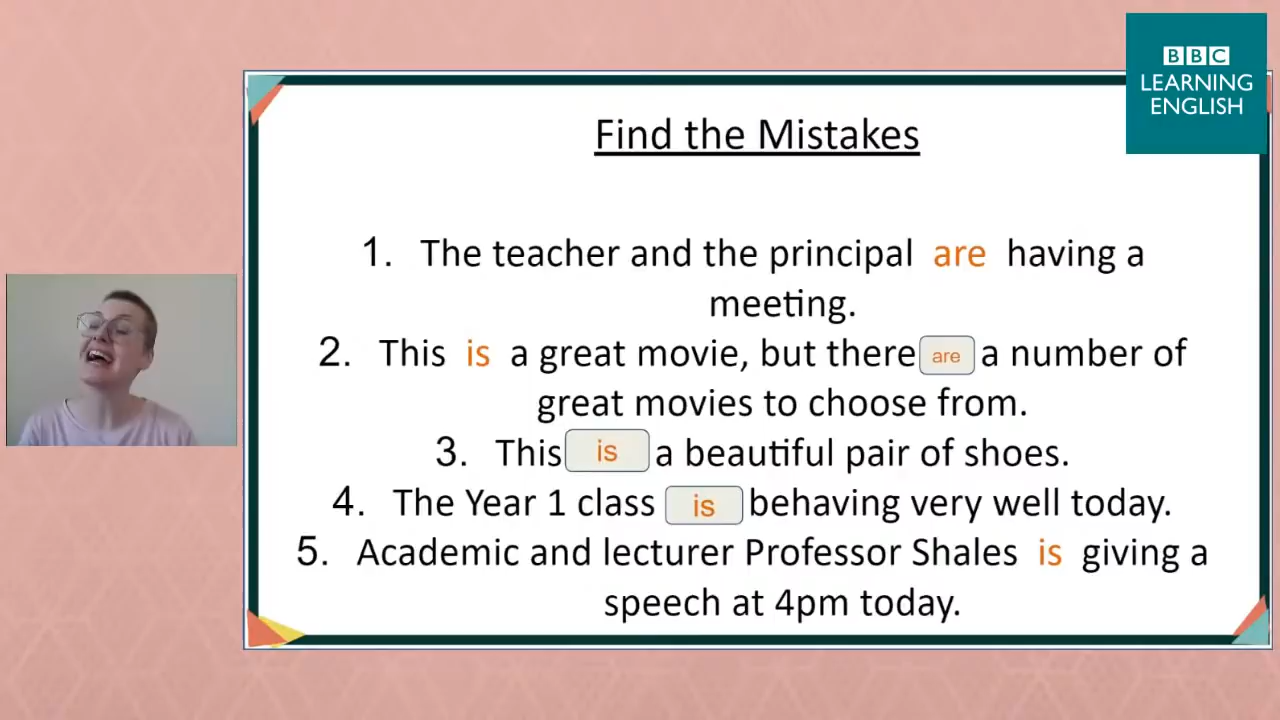 BBC
LEARNING
ENGLISH
Find the Mistakes
1. The teacher and the principal are having a
meeting.
2. This is a great movie, but there are a number of
great movies to choose from.
3. This is a beautiful pair of shoes.
4. The Year 1 class is behaving very well today.
5. Academic and lecturer Professor Shales is giving a
speech at 4pm today.